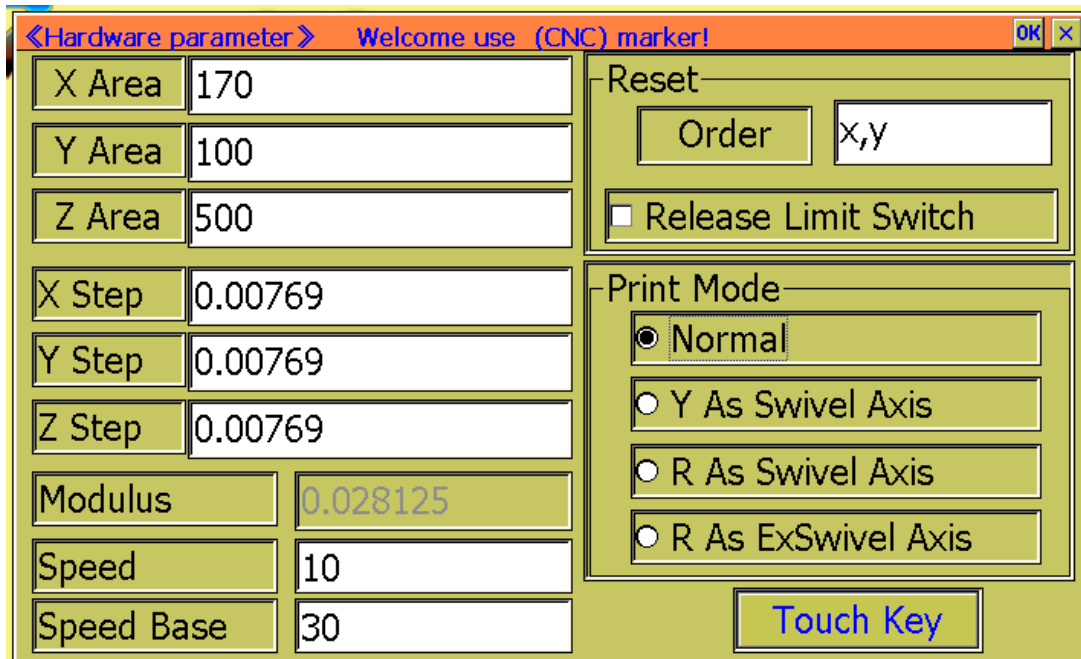 《Hardware parameter》 Welcome use (CNC) marker! OK ×
X Area 170
Y Area 100
Z Area 500
X Step 0.00769
Y Step 0.00769
Z Step 0.00769
Modulus 0.028125
Speed 10
Speed Base 30
Reset
Order x,y
Release Limit Switch
Print Mode
Normal
Y As Swivel Axis
R As Swivel Axis
R As ExSwivel Axis
Touch Key